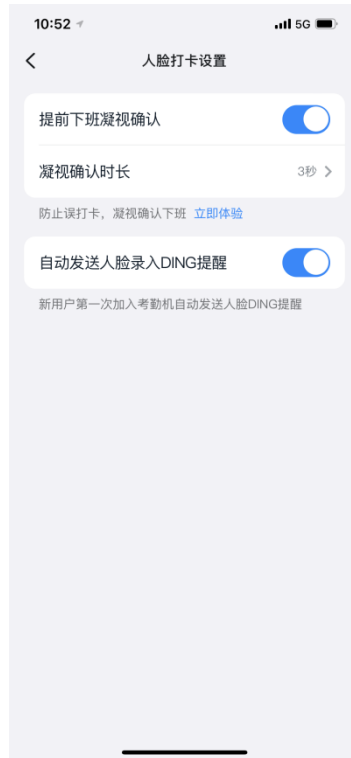 10:52 5G
人脸打卡设置
提前下班凝视确认
凝视确认时长 3秒
防止误打卡，凝视确认下班 立即体验
自动发送人脸录入DING提醒
新用户第一次加入考勤机自动发送人脸DING提醒